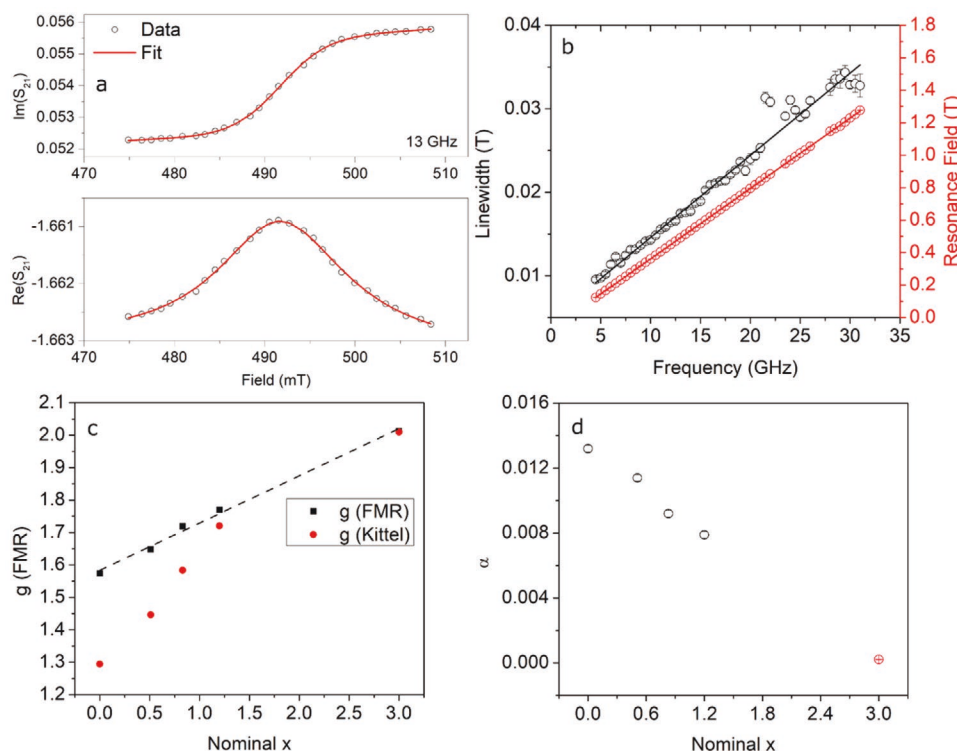 0.056
0.055
0.054
0.053
0.052
Im(S21)
Data
Fit
a
13 GHz
470 480 490 500 510
-1.661
-1.662
-1.663
Re(S21)
470 480 490 500 510
Field (mT)
b
0.04
0.03
0.02
0.01
Linewidth (T)
1.8
1.6
1.4
1.2
1.0
0.8
0.6
0.4
0.2
0.0
Resonance Field (T)
0 5 10 15 20 25 30 35
Frequency (GHz)
c
2.1
2.0
1.9
1.8
1.7
1.6
1.5
1.4
1.3
1.2
g (FMR)
g (FMR)
g (Kittel)
0.0 0.5 1.0 1.5 2.0 2.5 3.0
Nominal x
d
0.016
0.012
0.008
0.004
0.000
α
0.0 0.6 1.2 1.8 2.4 3.0
Nominal x